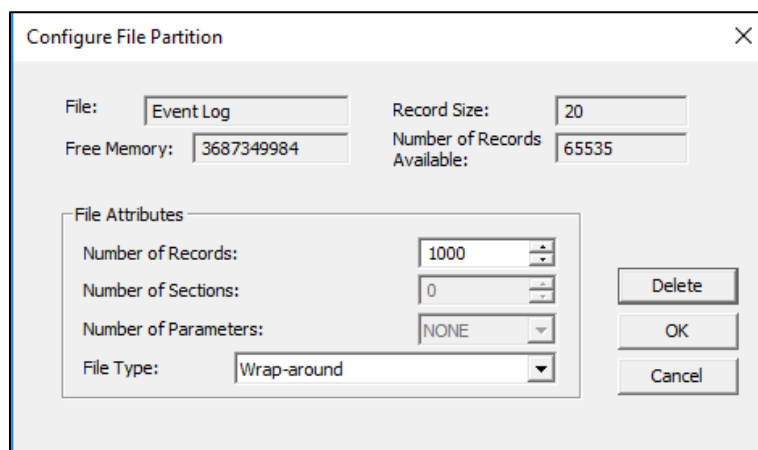 Configure File Partition
File: Event Log
Record Size: 20
Free Memory: 3687349984
Number of Records Available: 65535
File Attributes
Number of Records: 1000
Number of Sections: 0
Number of Parameters: NONE
File Type: Wrap-around
Delete
OK
Cancel